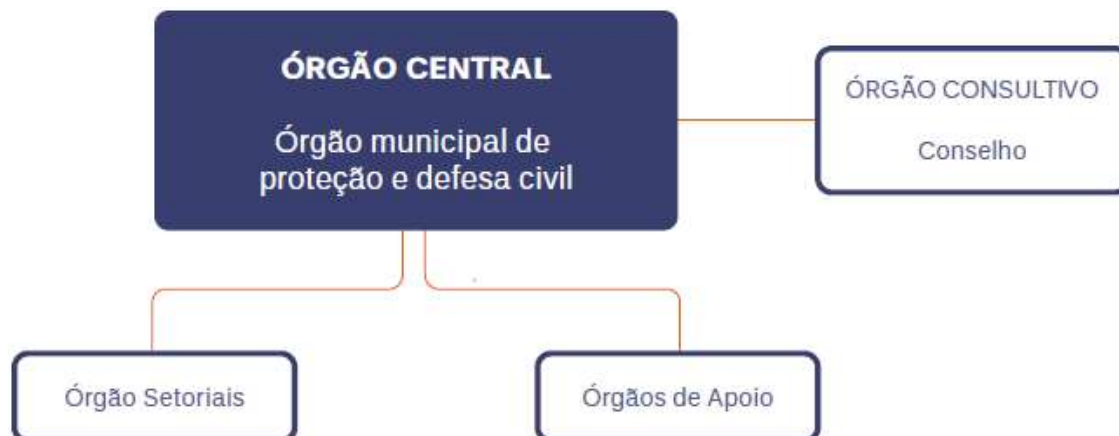 ÓRGÃO CENTRAL
Órgão municipal de
proteção e defesa civil
ÓRGÃO CONSULTIVO
Conselho
Órgão Setoriais
Órgãos de Apoio